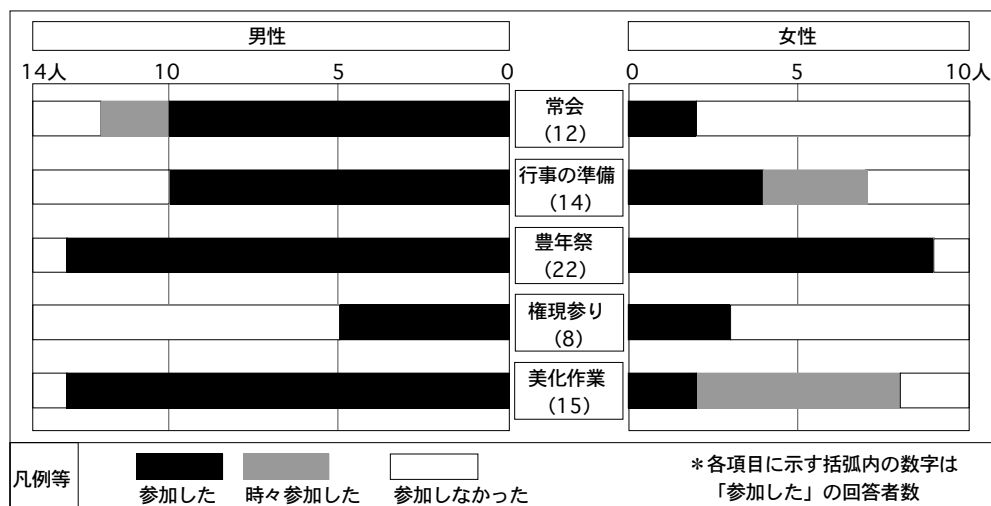 男性
女性
14人 10 5 0
0 5 10人
常会
(12)
行事の準備
(14)
豊年祭
(22)
権現参り
(8)
美化作業
(15)
凡例等
参加した 時々参加した 参加しなかった
＊各項目に示す括弧内の数字は
「参加した」の回答者数